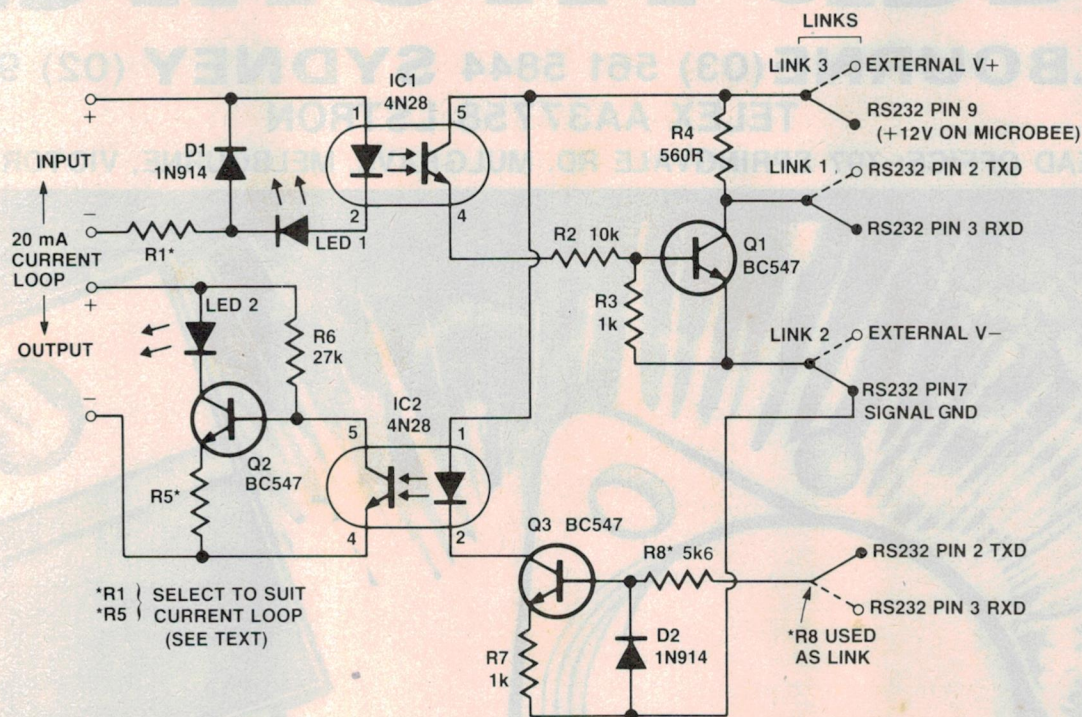 LINKS
LINK 3
EXTERNAL V+
RS232 PIN 9
(+12V ON MICROBEE)
IC1
4N28
1
5
2
4
+
INPUT
−
20 mA
CURRENT
LOOP
+
OUTPUT
−
D1
1N914
LED 1
R1*
R4
560R
LINK 1
RS232 PIN 2 TXD
RS232 PIN 3 RXD
R2 10k
Q1
BC547
R3
1k
LINK 2
EXTERNAL V−
RS232 PIN7
SIGNAL GND
LED 2
R6
27k
IC2
4N28
5
1
4
2
Q2
BC547
R5*
Q3 BC547
R8* 5k6
RS232 PIN 2 TXD
RS232 PIN 3 RXD
*R8 USED
AS LINK
D2
1N914
R7
1k
*R1 } SELECT TO SUIT
*R5 } CURRENT LOOP
(SEE TEXT)
(03) 561 5844 SYDNEY (02)
TELEX AA37758